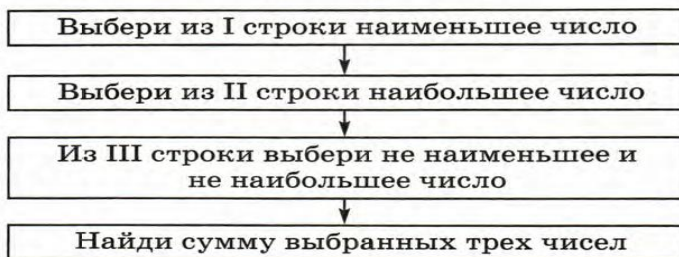 Выбери из I строки наименьшее число
Выбери из II строки наибольшее число
Из III строки выбери не наименьшее и
не наибольшее число
Найди сумму выбранных трех чисел